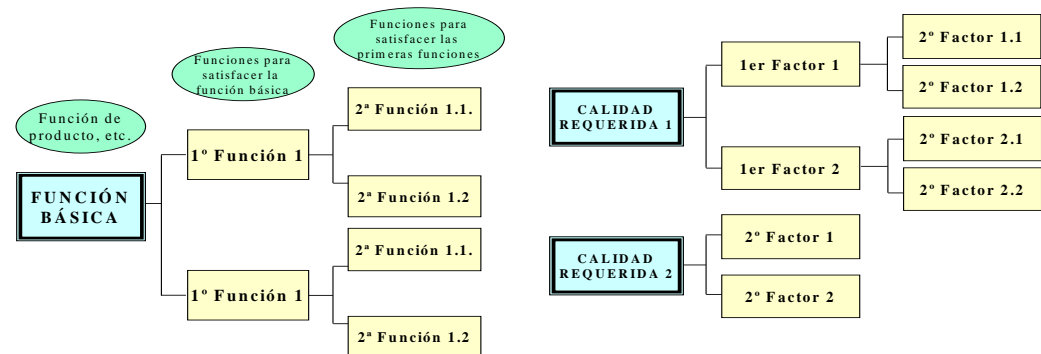 Funciones para
satisfacer las
primeras funciones
Funciones para
satisfacer la
función básica
Función de
producto, etc.
FUNCIÓN
BÁSICA
1º Función 1
2ª Función 1.1.
2ª Función 1.2
1º Función 1
2ª Función 1.1.
2ª Función 1.2
CALIDAD
REQUERIDA 1
1er Factor 1
2º Factor 1.1
2º Factor 1.2
1er Factor 2
2º Factor 2.1
2º Factor 2.2
CALIDAD
REQUERIDA 2
2º Factor 1
2º Factor 2